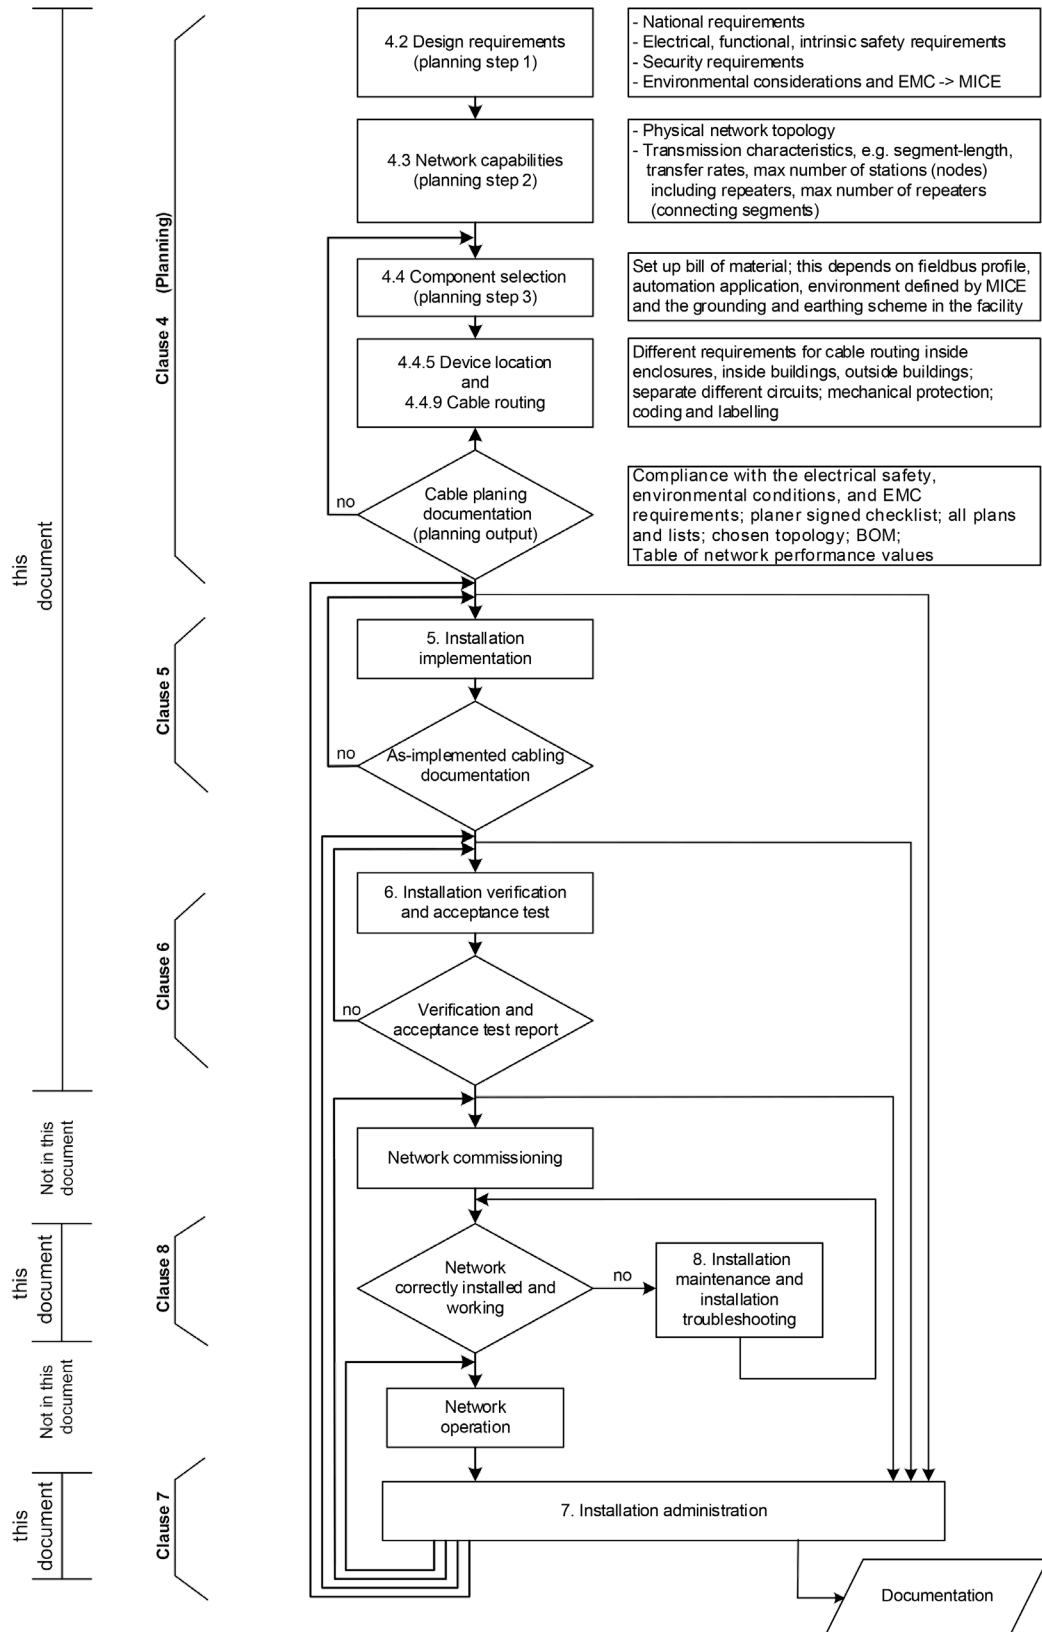 4.2 Design requirements
(planning step 1)
- National requirements
- Electrical, functional, intrinsic safety requirements
- Security requirements
- Environmental considerations and EMC -> MICE
4.3 Network capabilities
(planning step 2)
- Physical network topology
- Transmission characteristics, e.g. segment-length,
transfer rates, max number of stations (nodes)
including repeaters, max number of repeaters
(connecting segments)
Clause 4 (Planning)
4.4 Component selection
(planning step 3)
Set up bill of material; this depends on fieldbus profile,
automation application, environment defined by MICE
and the grounding and earthing scheme in the facility
4.4.5 Device location
and
4.4.9 Cable routing
Different requirements for cable routing inside
enclosures, inside buildings, outside buildings;
separate different circuits; mechanical protection;
coding and labelling
no
Cable planing
documentation
(planning output)
Compliance with the electrical safety,
environmental conditions, and EMC
requirements; planer signed checklist; all plans
and lists; chosen topology; BOM;
Table of network performance values
this
document
5. Installation
implementation
Clause 5
no
As-implemented cabling
documentation
6. Installation verification
and acceptance test
Clause 6
no
Verification and
acceptance test report
Not in this
document
Network commissioning
this
document
Clause 8
Network
correctly installed and
working
no
8. Installation
maintenance and
installation
troubleshooting
Not in this
document
Network
operation
this
document
Clause 7
7. Installation administration
Documentation